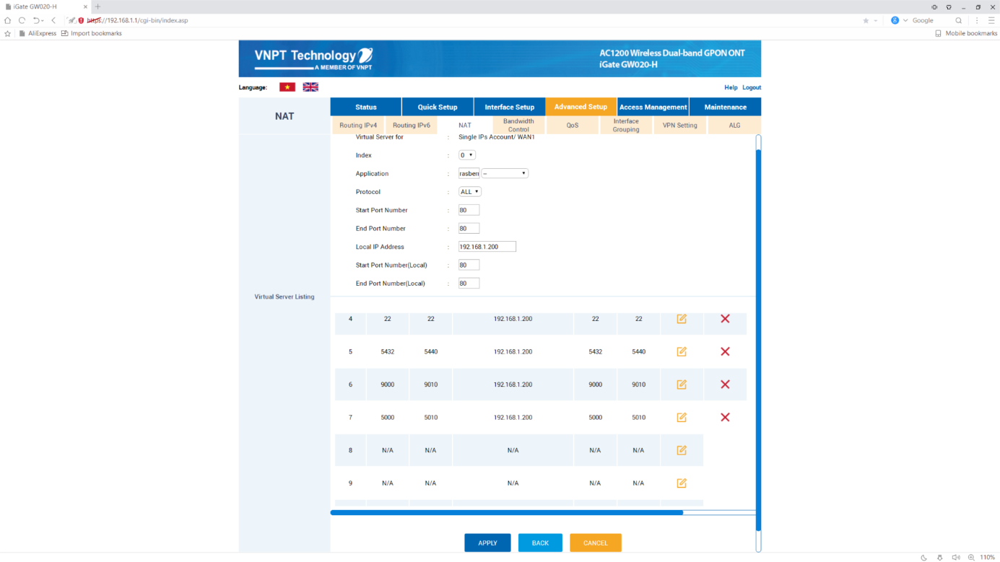 iGate GW020-H
https://192.168.1.1/cgi-bin/index.asp
Google
AliExpress Import bookmarks Mobile bookmarks
VNPT Technology
A MEMBER OF VNPT
AC1200 Wireless Dual-band GPON ONT
iGate GW020-H
Language:
Help Logout
NAT
Status Quick Setup Interface Setup Advanced Setup Access Management Maintenance
Routing IPv4 Routing IPv6 NAT Bandwidth Control QoS Interface Grouping VPN Setting ALG
Virtual Server for : Single IPs Account/ WAN1
Index : 0
Application : rasberr --
Protocol : ALL
Start Port Number : 80
End Port Number : 80
Local IP Address : 192.168.1.200
Start Port Number(Local) : 80
End Port Number(Local) : 80
Virtual Server Listing
4 22 22 192.168.1.200 22 22
5 5432 5440 192.168.1.200 5432 5440
6 9000 9010 192.168.1.200 9000 9010
7 5000 5010 192.168.1.200 5000 5010
8 N/A N/A N/A N/A N/A
9 N/A N/A N/A N/A N/A
APPLY BACK CANCEL
110%